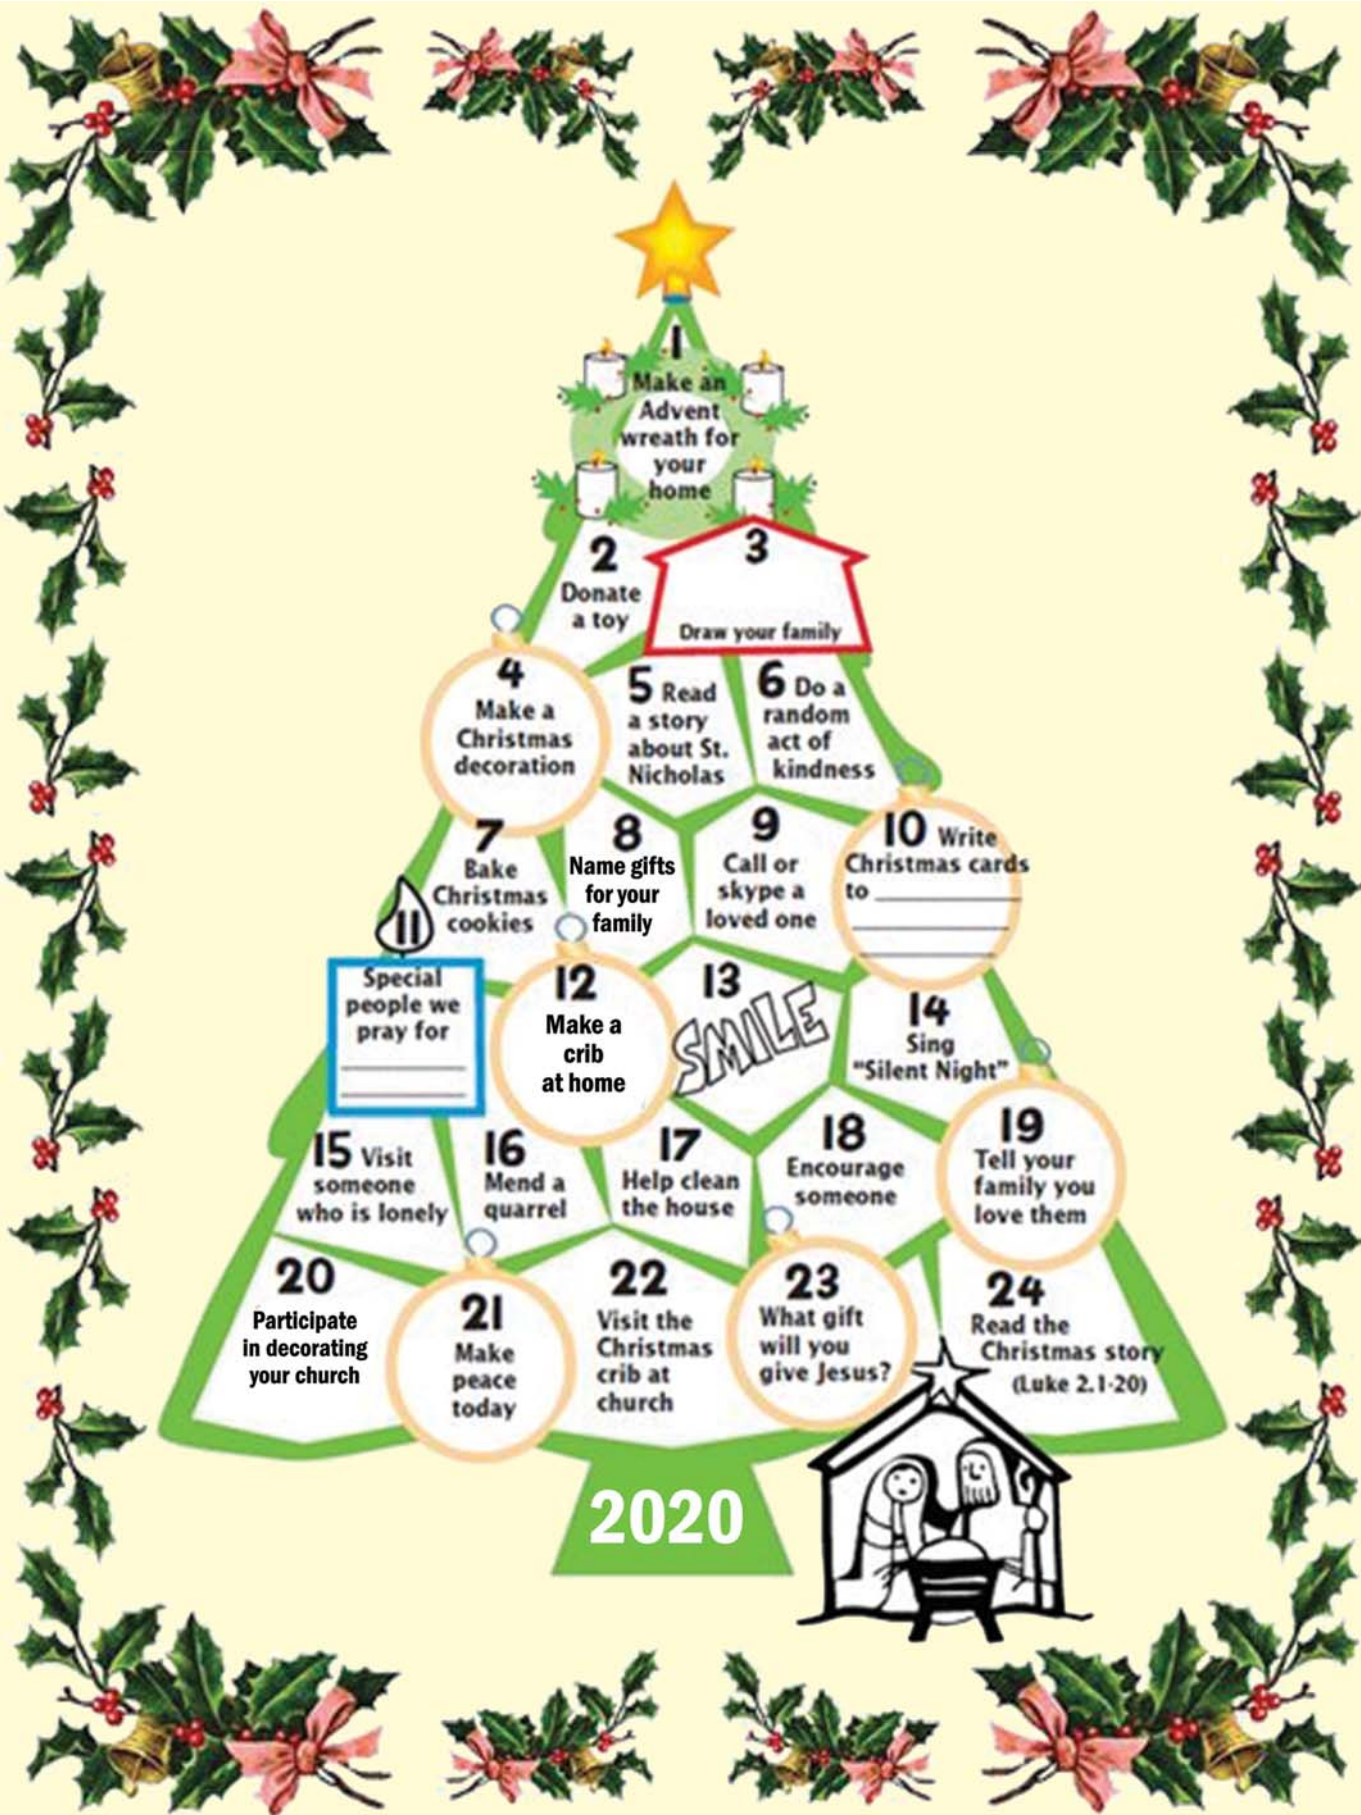 1
Make an
Advent
wreath for
your
home
2
Donate
a toy
3
Draw your family
4
Make a
Christmas
decoration
5 Read
a story
about St.
Nicholas
6 Do a
random
act of
kindness
7
Bake
Christmas
cookies
8
Name gifts
for your
family
9
Call or
skype a
loved one
10 Write
Christmas cards
to
11
Special
people we
pray for
12
Make a
crib
at home
13
SMILE
14
Sing
"Silent Night"
15 Visit
someone
who is lonely
16
Mend a
quarrel
17
Help clean
the house
18
Encourage
someone
19
Tell your
family you
love them
20
Participate
in decorating
your church
21
Make
peace
today
22
Visit the
Christmas
crib at
church
23
What gift
will you
give Jesus?
24
Read the
Christmas story
(Luke 2.1-20)
2020